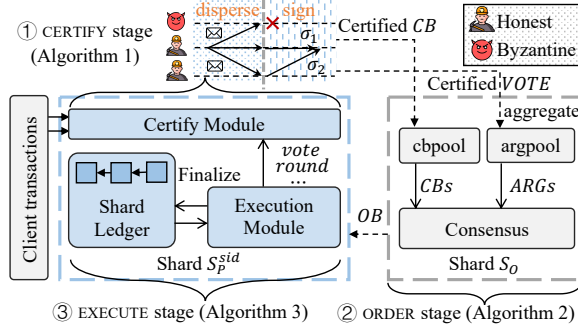 disperse sign
① CERTIFY stage
(Algorithm 1)
σ1
σ2
Certified CB
Honest
Byzantine
Certified VOTE
aggregate
Client transactions
Certify Module
vote
round
...
Finalize
Shard
Ledger
Execution
Module
Shard S_P^sid
OB
cbpool
argpool
CBs
ARGs
Consensus
Shard S_O
③ EXECUTE stage (Algorithm 3)
② ORDER stage (Algorithm 2)